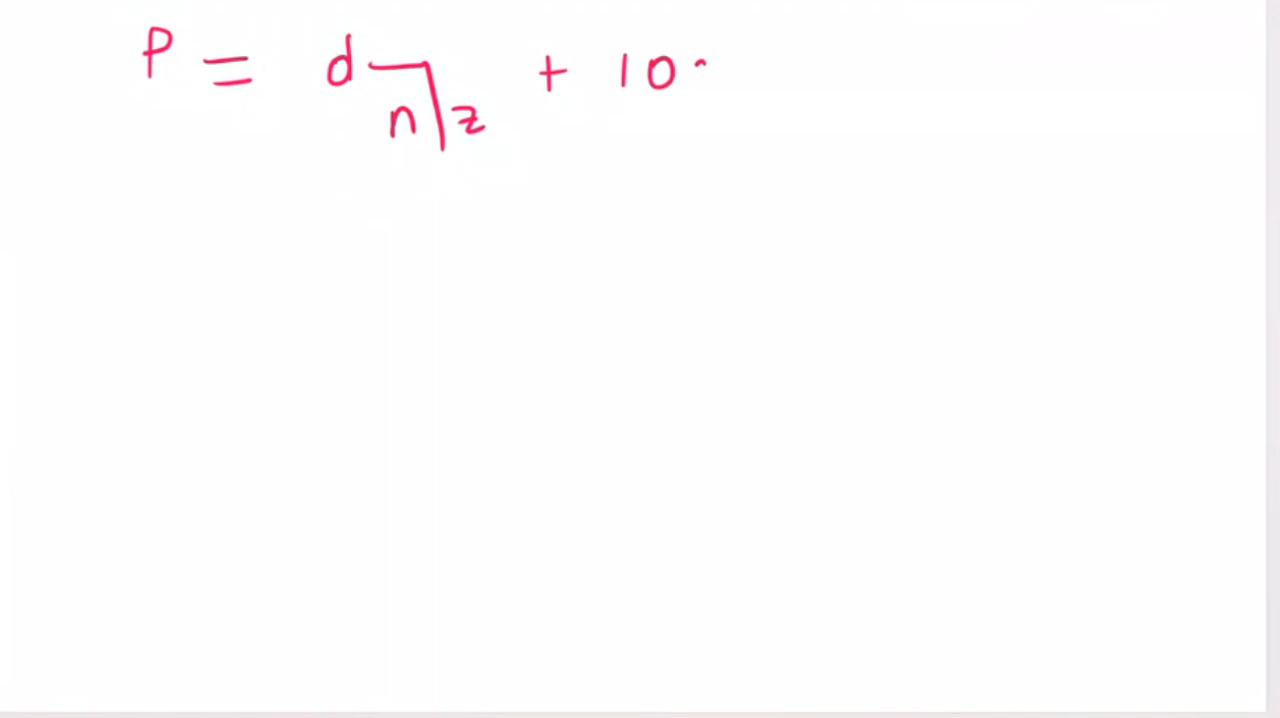 P = d n̅| z + 10